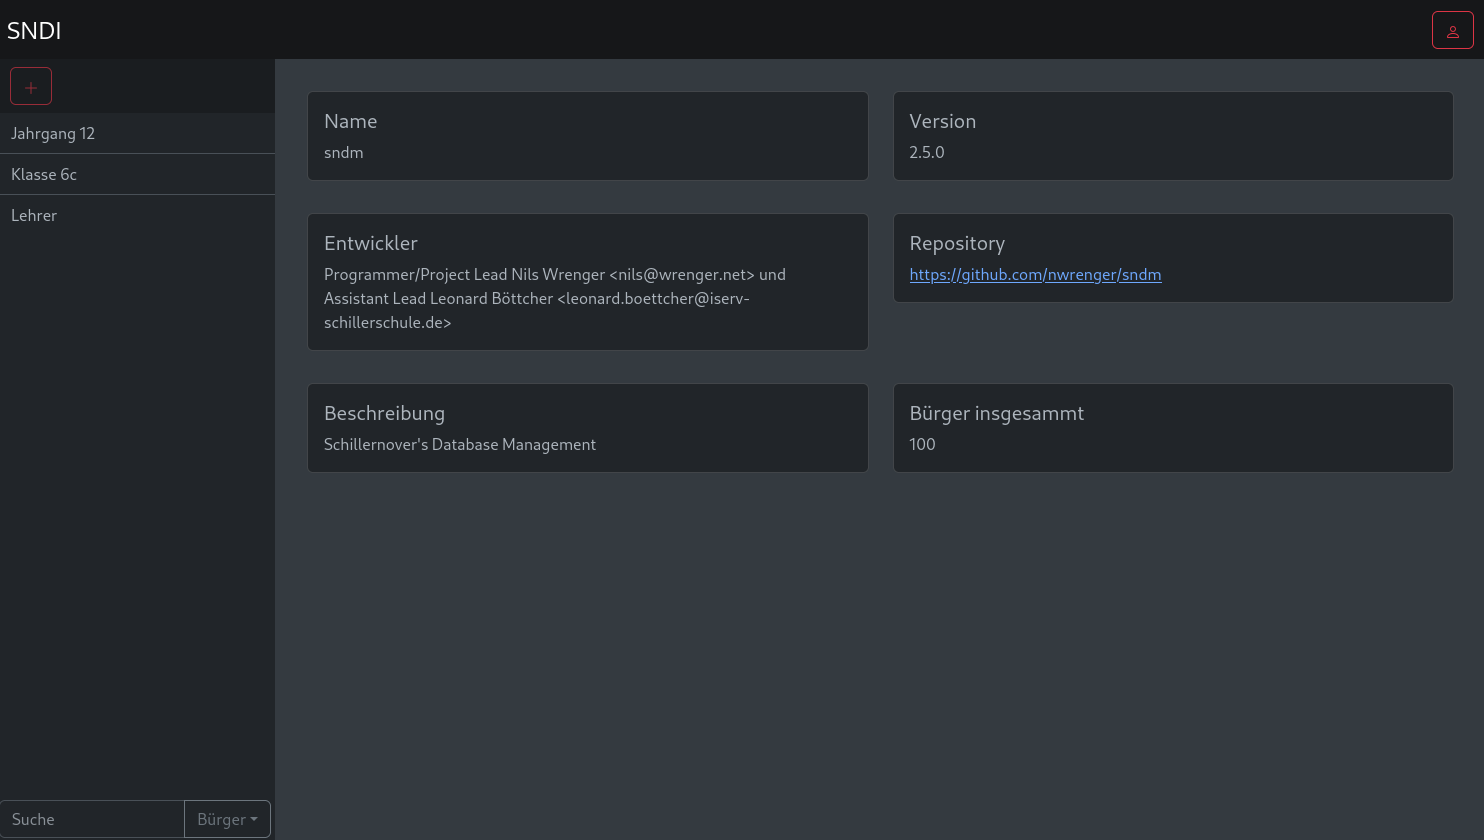 SNDI
Jahrgang 12
Klasse 6c
Lehrer
Name
sndm
Version
2.5.0
Entwickler
Programmer/Project Lead Nils Wrenger <nils@wrenger.net> und
Assistant Lead Leonard Böttcher <leonard.boettcher@iserv-
schillerschule.de>
Repository
https://github.com/nwrenger/sndm
Beschreibung
Schillernover's Database Management
Bürger insgesammt
100
Suche
Bürger